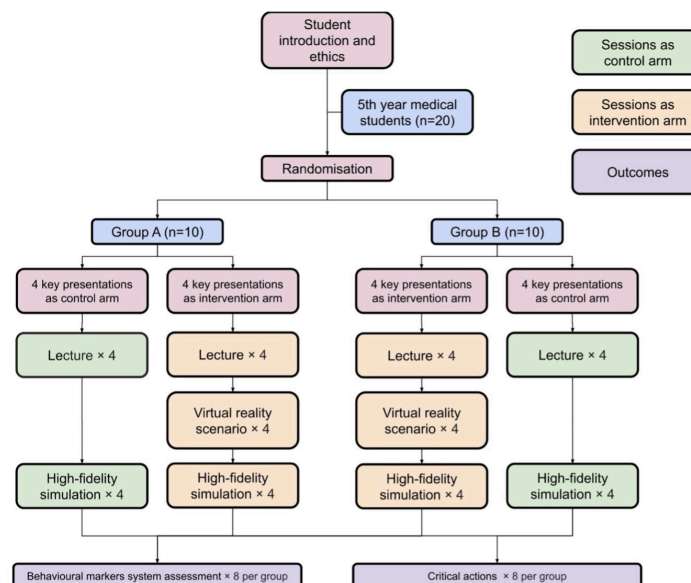 Student
introduction and
ethics
Sessions as
control arm
5th year medical
students (n=20)
Sessions as
intervention arm
Randomisation
Outcomes
Group A (n=10)
Group B (n=10)
4 key presentations
as control arm
4 key presentations
as intervention arm
4 key presentations
as intervention arm
4 key presentations
as control arm
Lecture × 4
Lecture × 4
Lecture × 4
Lecture × 4
Virtual reality
scenario × 4
Virtual reality
scenario × 4
High-fidelity
simulation × 4
High-fidelity
simulation × 4
High-fidelity
simulation × 4
High-fidelity
simulation × 4
Behavioural markers system assessment × 8 per group
Critical actions × 8 per group